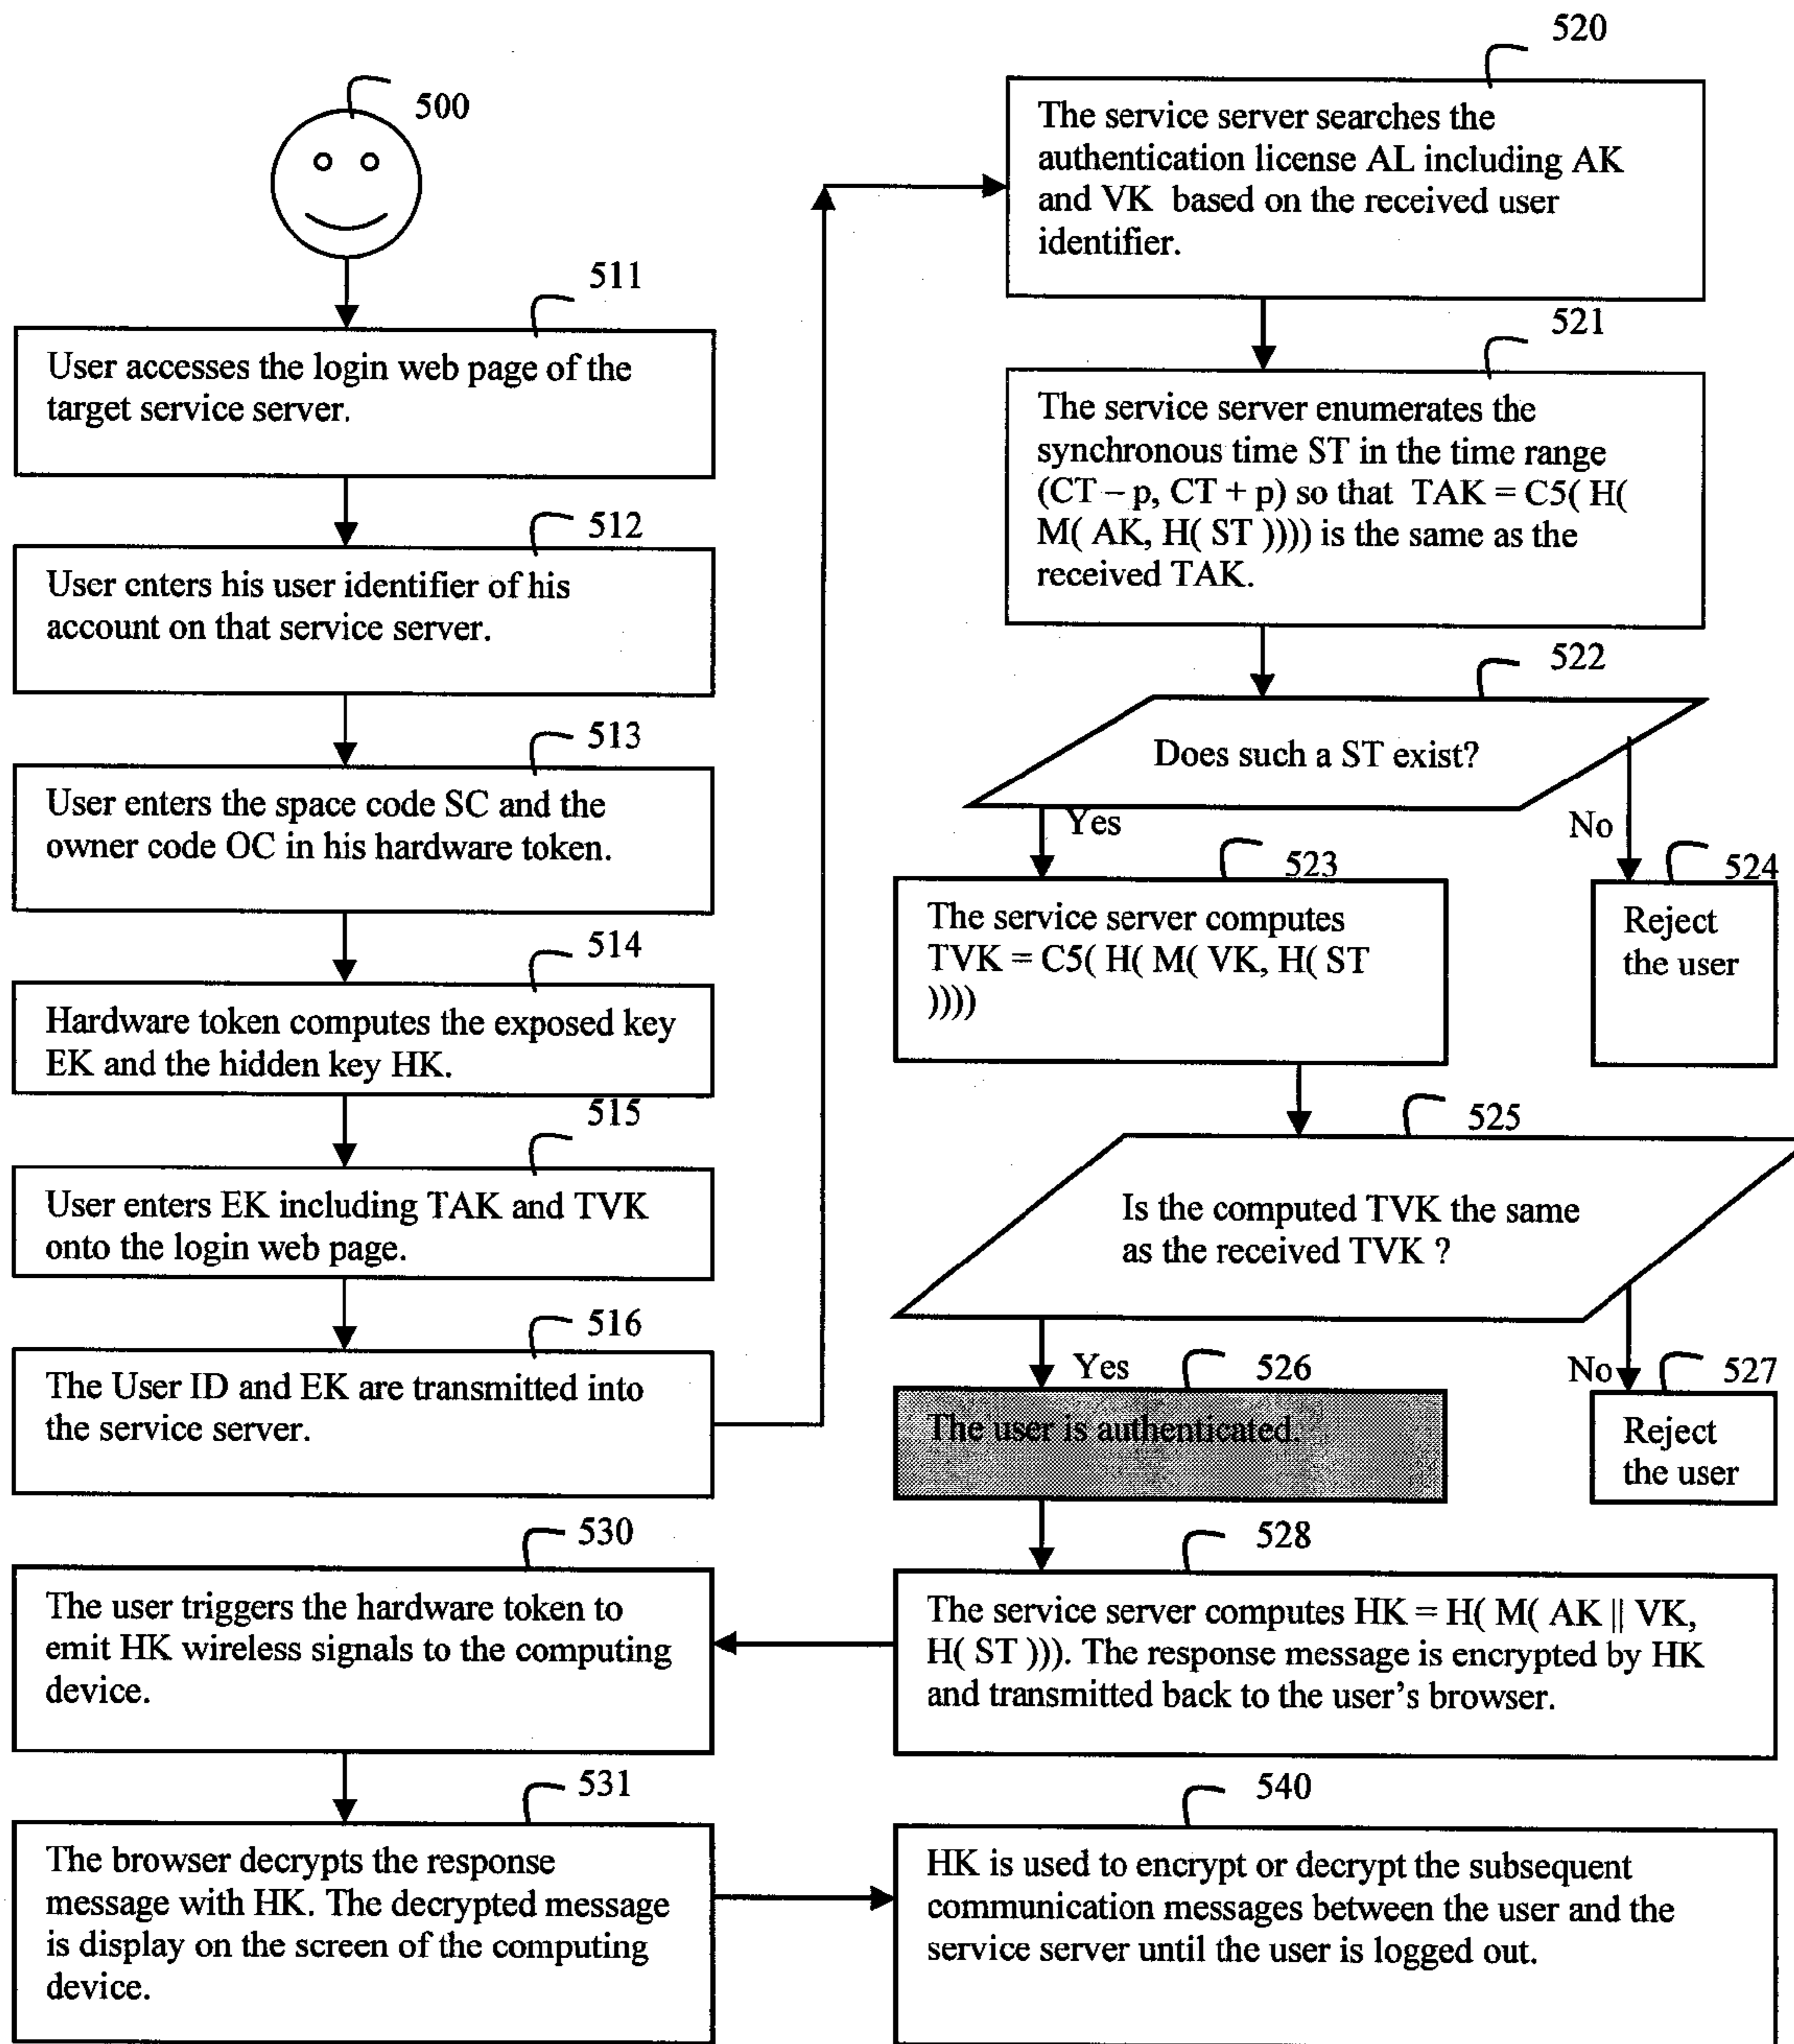 500
511
User accesses the login web page of the
target service server.
512
User enters his user identifier of his
account on that service server.
513
User enters the space code SC and the
owner code OC in his hardware token.
514
Hardware token computes the exposed key
EK and the hidden key HK.
515
User enters EK including TAK and TVK
onto the login web page.
516
The User ID and EK are transmitted into
the service server.
520
The service server searches the
authentication license AL including AK
and VK based on the received user
identifier.
521
The service server enumerates the
synchronous time ST in the time range
(CT – p, CT + p) so that TAK = C5( H(
M( AK, H( ST )))) is the same as the
received TAK.
522
Does such a ST exist?
Yes
No
523
The service server computes
TVK = C5( H( M( VK, H( ST
))))
524
Reject
the user
525
Is the computed TVK the same
as the received TVK ?
Yes
No
526
The user is authenticated.
527
Reject
the user
528
The service server computes HK = H( M( AK || VK,
H( ST ))). The response message is encrypted by HK
and transmitted back to the user's browser.
530
The user triggers the hardware token to
emit HK wireless signals to the computing
device.
531
The browser decrypts the response
message with HK. The decrypted message
is display on the screen of the computing
device.
540
HK is used to encrypt or decrypt the subsequent
communication messages between the user and the
service server until the user is logged out.